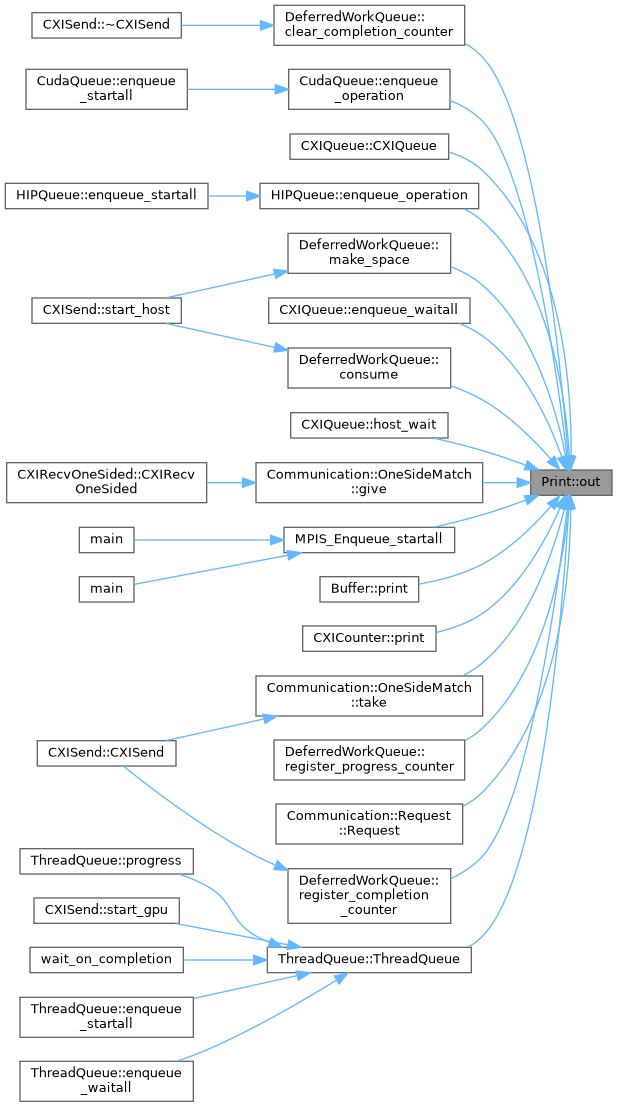 CXISend::~CXISend
DeferredWorkQueue::
clear_completion_counter
CudaQueue::enqueue
_startall
CudaQueue::enqueue
_operation
CXIQueue::CXIQueue
HIPQueue::enqueue_startall
HIPQueue::enqueue_operation
DeferredWorkQueue::
make_space
CXISend::start_host
CXIQueue::enqueue_waitall
DeferredWorkQueue::
consume
CXIQueue::host_wait
CXIRecvOneSided::CXIRecv
OneSided
Communication::OneSideMatch
::give
Print::out
main
MPIS_Enqueue_startall
main
Buffer::print
CXICounter::print
Communication::OneSideMatch
::take
CXISend::CXISend
DeferredWorkQueue::
register_progress_counter
Communication::Request
::Request
ThreadQueue::progress
DeferredWorkQueue::
register_completion
_counter
CXISend::start_gpu
wait_on_completion
ThreadQueue::ThreadQueue
ThreadQueue::enqueue
_startall
ThreadQueue::enqueue
_waitall